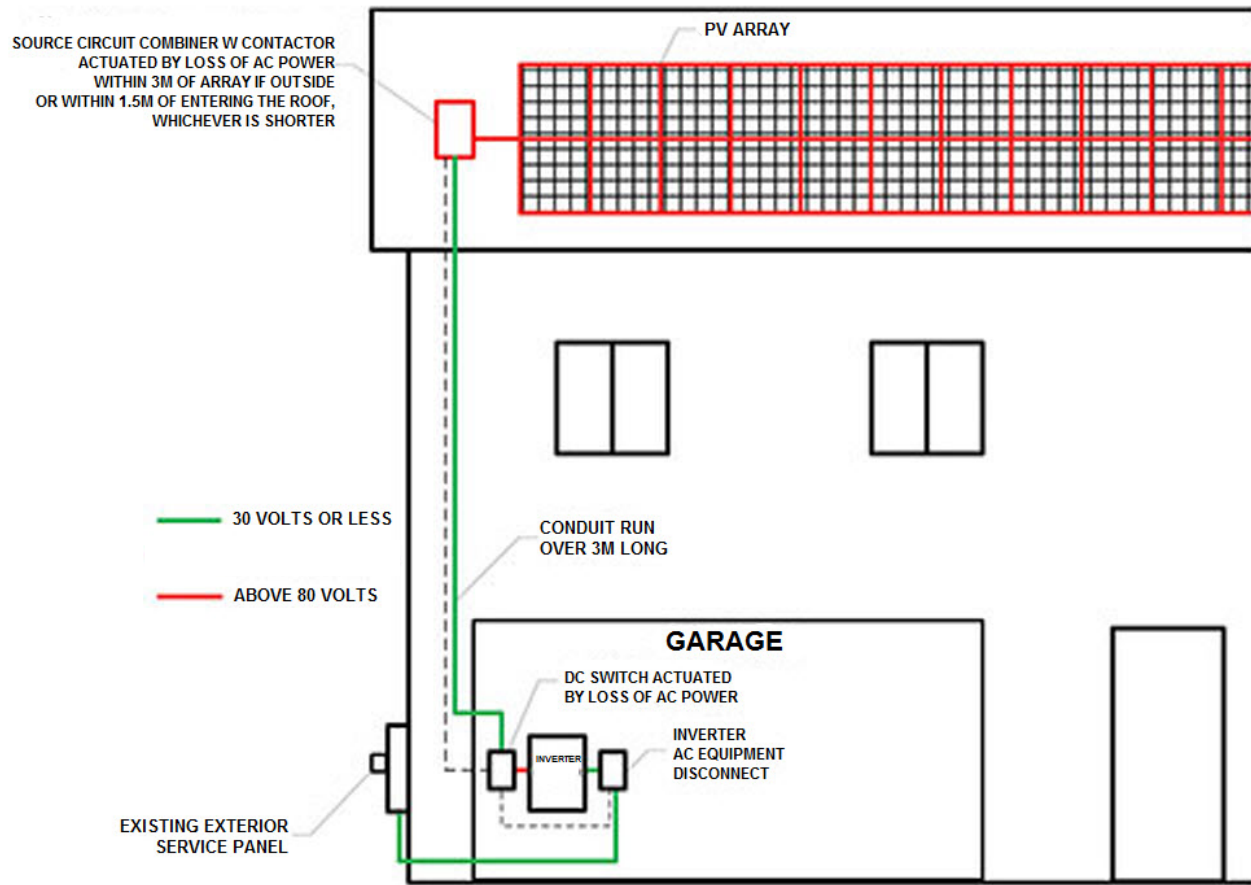 SOURCE CIRCUIT COMBINER W CONTACTOR
ACTUATED BY LOSS OF AC POWER
WITHIN 3M OF ARRAY IF OUTSIDE
OR WITHIN 1.5M OF ENTERING THE ROOF,
WHICHEVER IS SHORTER
PV ARRAY
30 VOLTS OR LESS
ABOVE 80 VOLTS
CONDUIT RUN
OVER 3M LONG
GARAGE
DC SWITCH ACTUATED
BY LOSS OF AC POWER
INVERTER
INVERTER
AC EQUIPMENT
DISCONNECT
EXISTING EXTERIOR
SERVICE PANEL